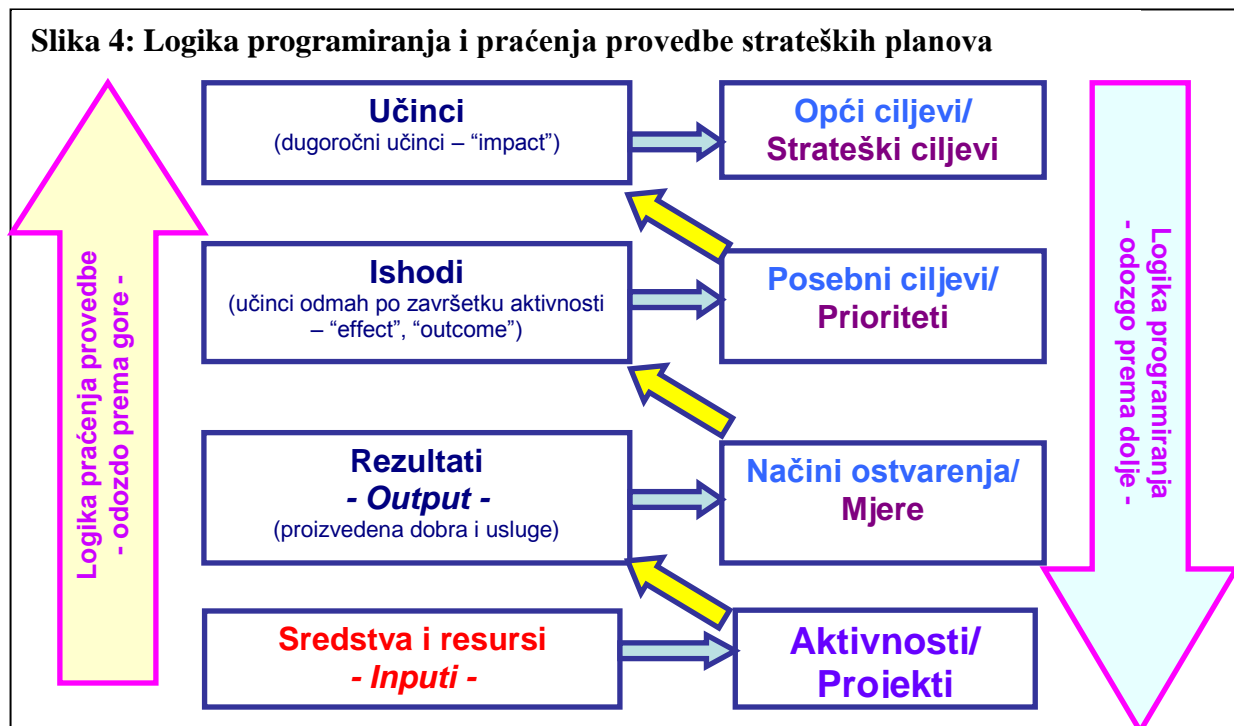 Slika 4: Logika programiranja i praćenja provedbe strateških planova
Logika praćenja provedbe
- odozdo prema gore -
Učinci
(dugoročni učinci – “impact”)
Opći ciljevi/
Strateški ciljevi
Ishodi
(učinci odmah po završetku aktivnosti
– “effect”, “outcome”)
Posebni ciljevi/
Prioriteti
Rezultati
- Output -
(proizvedena dobra i usluge)
Načini ostvarenja/
Mjere
Sredstva i resursi
- Inputi -
Aktivnosti/
Projekti
Logika programiranja
- odozgo prema dolje -